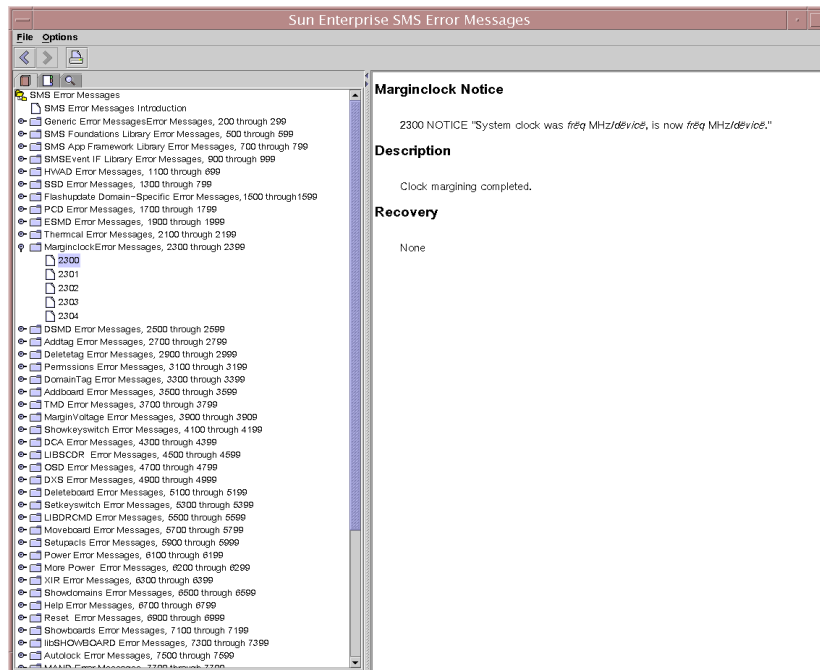 Sun Enterprise SMS Error Messages
File Options
SMS Error Messages
SMS Error Messages Introduction
Generic Error MessagesError Messages, 200 through 299
SMS Foundations Library Error Messages, 500 through 599
SMS App Framework Library Error Messages, 700 through 799
SMSEvent IF Library Error Messages, 900 through 999
HWAD Error Messages, 1100 through 699
SSD Error Messages, 1300 through 799
Flashupdate Domain-Specific Error Messages, 1500 through1599
PCD Error Messages, 1700 through 1799
ESMD Error Messages, 1900 through 1999
Thermcal Error Messages, 2100 through 2199
MarginclockError Messages, 2300 through 2399
2300
2301
2302
2303
2304
DSMD Error Messages, 2500 through 2599
Addtag Error Messages, 2700 through 2799
Deletetag Error Messages, 2900 through 2999
Permssions Error Messages, 3100 through 3199
DomainTag Error Messages, 3300 through 3399
Addboard Error Messages, 3500 through 3599
TMD Error Messages, 3700 through 3799
MarginVoltage Error Messages, 3900 through 3909
Showkeyswitch Error Messages, 4100 through 4199
DCA Error Messages, 4300 through 4399
LIBSCDR Error Messages, 4500 through 4599
OSD Error Messages, 4700 through 4799
DXS Error Messages, 4900 through 4999
Deleteboard Error Messages, 5100 through 5199
Setkeyswitch Error Messages, 5300 through 5399
LIBDRCMD Error Messages, 5500 through 5599
Moveboard Error Messages, 5700 through 5799
Setupacls Error Messages, 5900 through 5999
Power Error Messages, 6100 through 6199
More Power Error Messages, 6200 through 6299
XIR Error Messages, 6300 through 6399
Showdomains Error Messages, 6500 through 6599
Help Error Messages, 6700 through 6799
Reset Error Messages, 6900 through 6999
Showboards Error Messages, 7100 through 7199
libSHOWBOARD Error Messages, 7300 through 7399
Autolock Error Messages, 7500 through 7599
MAND Error Messages, 7700 through 7799
Marginclock Notice
2300 NOTICE "System clock was frëq MHz/dëvicë, is now frëq MHz/dëvicë."
Description
Clock margining completed.
Recovery
None